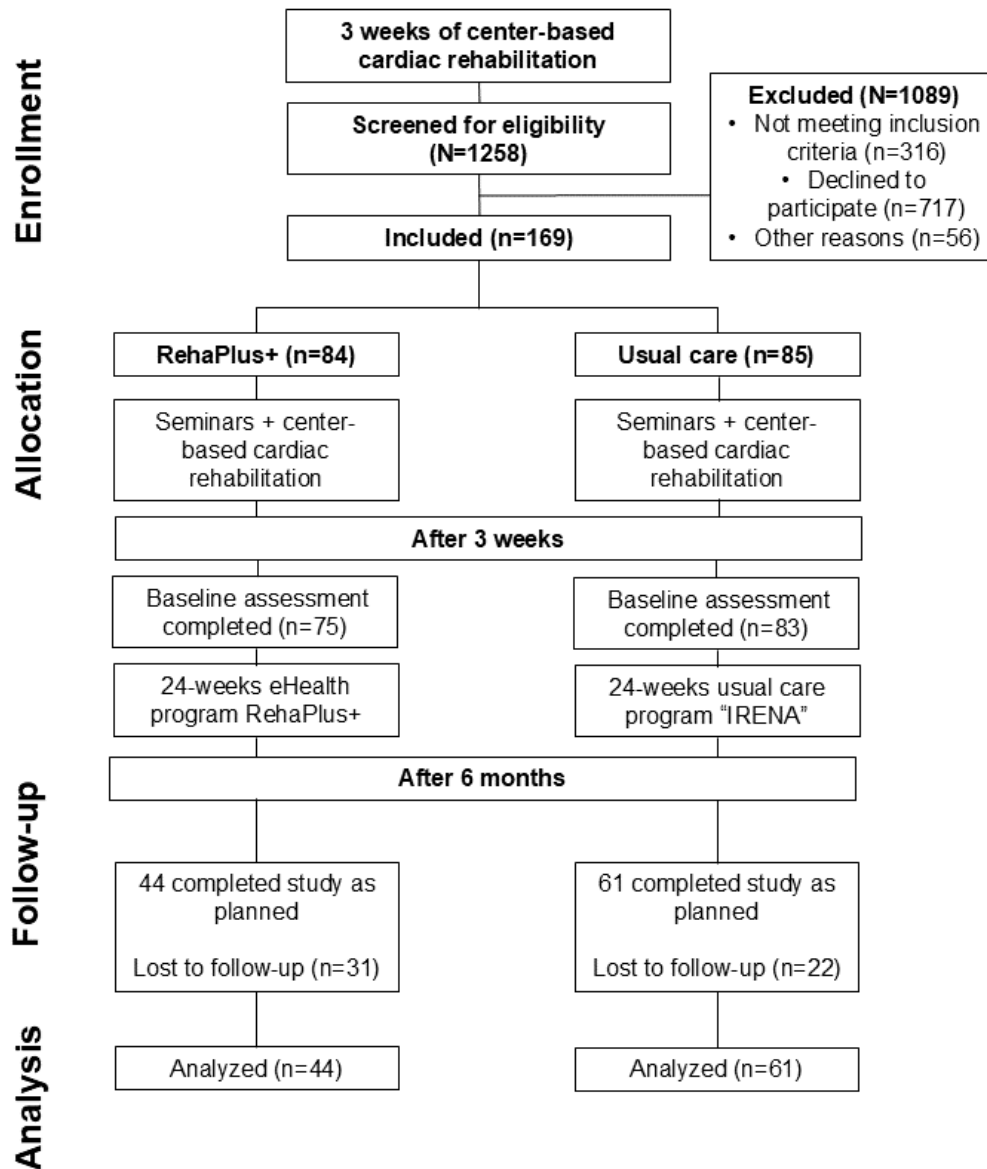 Enrollment
3 weeks of center-based
cardiac rehabilitation
Screened for eligibility
(N=1258)
Excluded (N=1089)
• Not meeting inclusion
criteria (n=316)
• Declined to
participate (n=717)
• Other reasons (n=56)
Included (n=169)
Allocation
RehaPlus+ (n=84)
Usual care (n=85)
Seminars + center-
based cardiac
rehabilitation
Seminars + center-
based cardiac
rehabilitation
After 3 weeks
Baseline assessment
completed (n=75)
Baseline assessment
completed (n=83)
24-weeks eHealth
program RehaPlus+
24-weeks usual care
program “IRENA”
After 6 months
Follow-up
44 completed study as
planned
Lost to follow-up (n=31)
61 completed study as
planned
Lost to follow-up (n=22)
Analysis
Analyzed (n=44)
Analyzed (n=61)